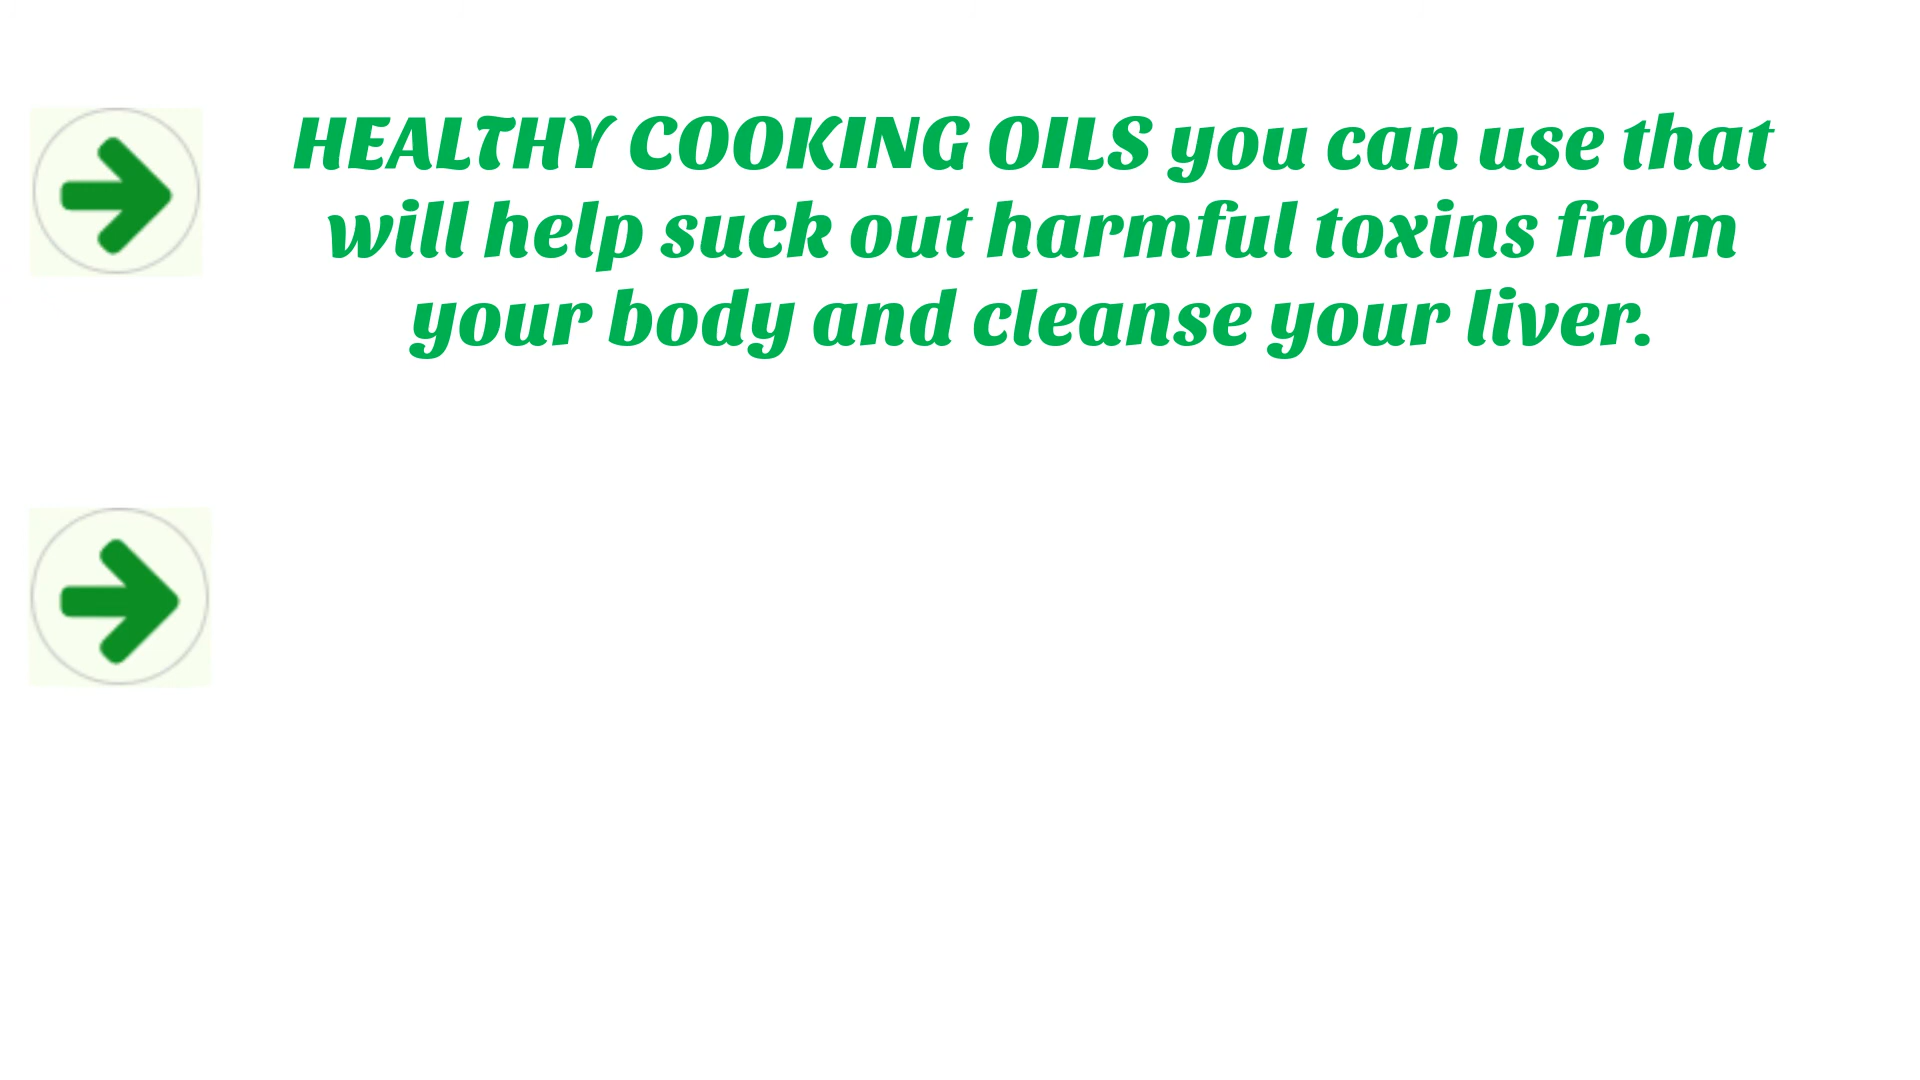 HEALTHY COOKING OILS you can use that
will help suck out harmful toxins from
your body and cleanse your liver.